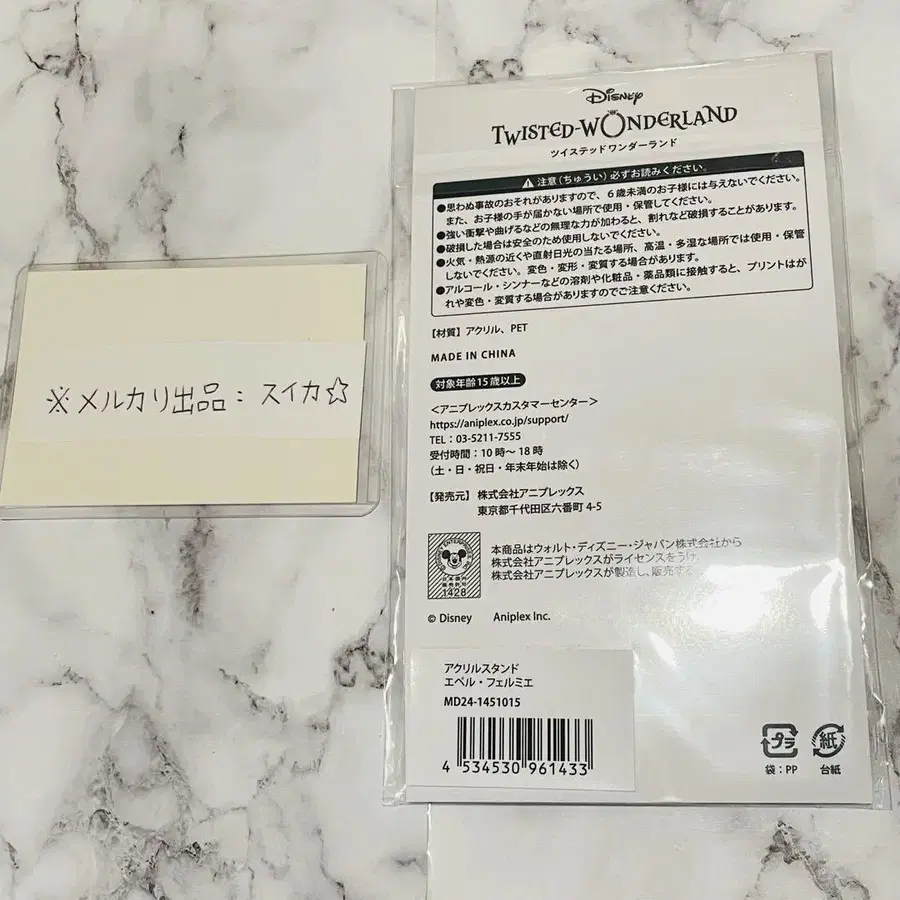 ※メルカリ出品：スイカ☆
Disney
TWISTED-WONDERLAND
ツイステッドワンダーランド
注意（ちゅうい）必ずお読みください。
●思わぬ事故のおそれがありますので、６歳未満のお子様には与えないでください。
また、お子様の手が届かない場所で使用・保管してください。
●強い衝撃や曲げるなどの無理な力が加わると、割れなど破損することがあります。
●破損した場合は安全のため使用しないでください。
●火気・熱源の近くや直射日光の当たる場所、高温・多湿な場所では使用・保管
しないでください。変色・変形・変質する場合があります。
●アルコール・シンナーなどの溶剤や化粧品・薬品類に接触すると、プリントはが
れや変色・変質する場合がありますのでご注意ください。
【材質】アクリル、PET
MADE IN CHINA
対象年齢15歳以上
＜アニプレックスカスタマーセンター＞
https://aniplex.co.jp/support/
TEL：03-5211-7555
受付時間：10時～18時
（土・日・祝日・年末年始は除く）
【発売元】株式会社アニプレックス
東京都千代田区六番町 4-5
本商品はウォルト・ディズニー・ジャパン株式会社から
株式会社アニプレックスがライセンスをうけ、
株式会社アニプレックスが製造し、販売する
1428
© Disney Aniplex Inc.
アクリルスタンド
エペル・フェルミエ
MD24-1451015
4 534530 961433
プラ
紙
袋：PP
台紙